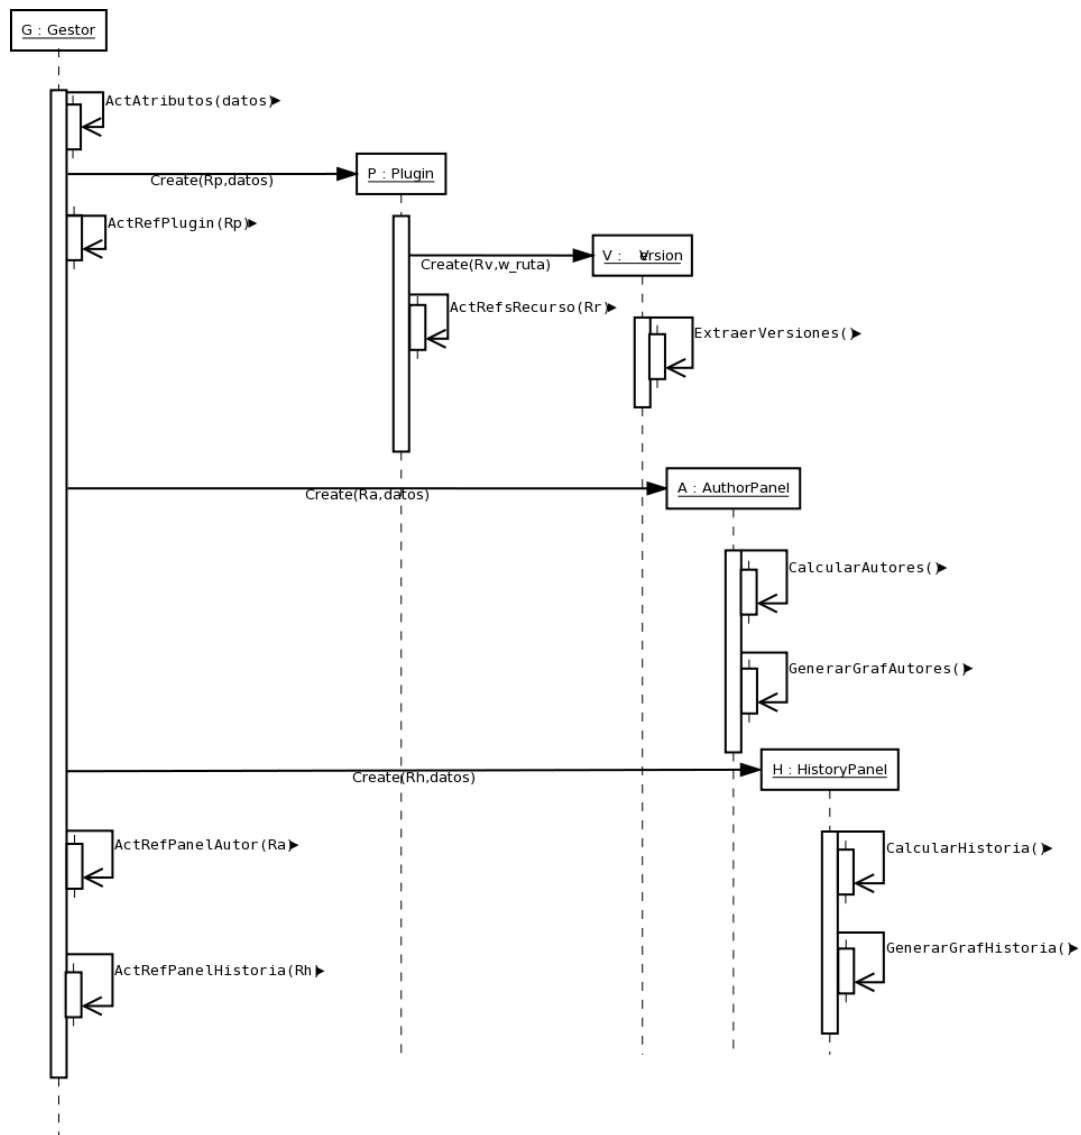 G : Gestor
ActAtributos(datos)
Create(Rp,datos)
P : Plugin
ActRefPlugin(Rp)
Create(Rv,w_ruta)
V : Version
ActRefsRecurso(Rr)
ExtraerVersiones()
Create(Ra,datos)
A : AuthorPanel
CalcularAutores()
GenerarGrafAutores()
Create(Rh,datos)
H : HistoryPanel
ActRefPanelAutor(Ra)
CalcularHistoria()
GenerarGrafHistoria()
ActRefPanelHistoria(Rh)